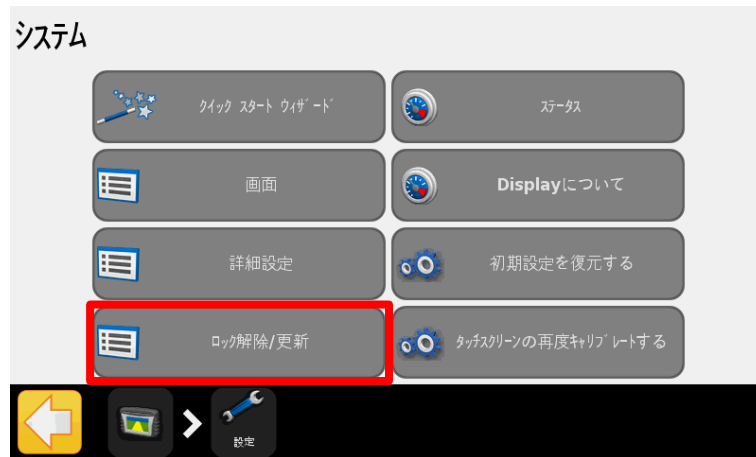 システム
ｸｲｯｸ ｽﾀｰﾄ ｳｨｻﾞｰﾄﾞ
ｽﾃｰﾀｽ
画面
Displayについて
詳細設定
初期設定を復元する
ﾛｯｸ解除/更新
ﾀｯﾁｽｸﾘｰﾝの再度ｷｬﾘﾌﾞﾚｰﾄする
設定